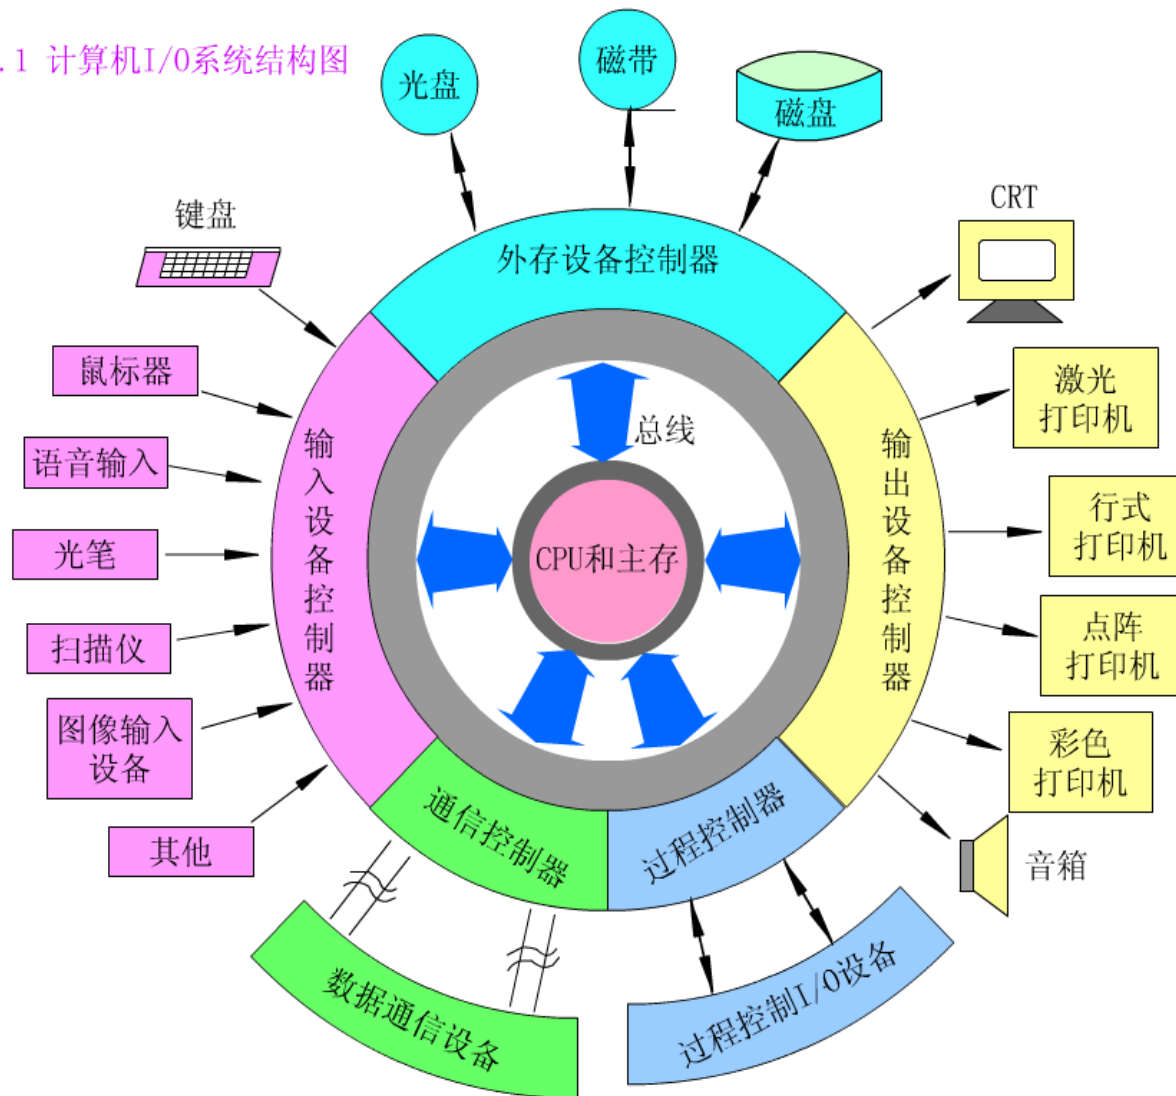 .1 计算机I/O系统结构图
光盘
磁带
磁盘
键盘
CRT
外存设备控制器
鼠标器
语音输入
光笔
扫描仪
图像输入
设备
其他
输入设备控制器
总线
CPU和主存
输出设备控制器
激光
打印机
行式
打印机
点阵
打印机
彩色
打印机
音箱
通信控制器
过程控制器
数据通信设备
过程控制I/O设备